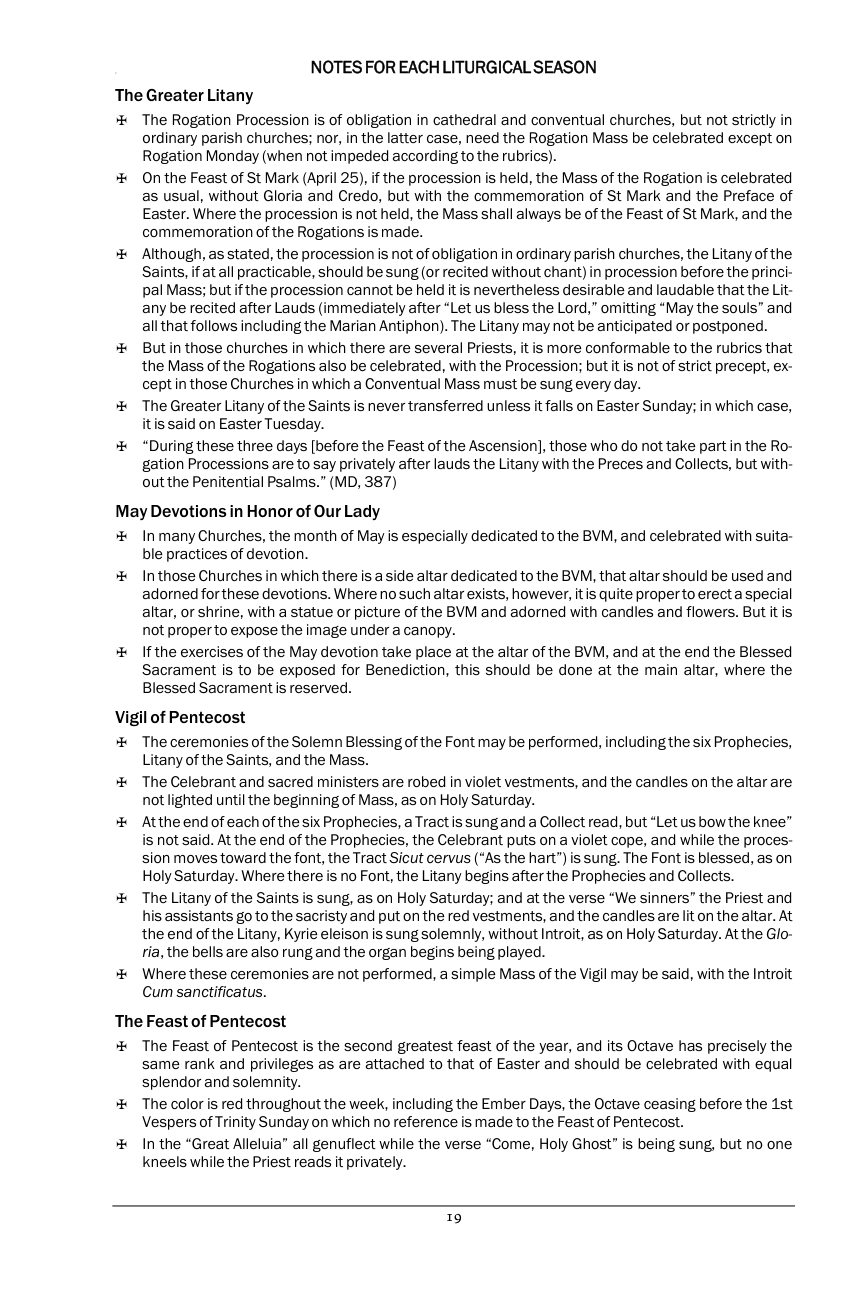 NOTES FOR EACH LITURGICAL SEASON
The Greater Litany
✠ The Rogation Procession is of obligation in cathedral and conventual churches, but not strictly in
ordinary parish churches; nor, in the latter case, need the Rogation Mass be celebrated except on
Rogation Monday (when not impeded according to the rubrics).
✠ On the Feast of St Mark (April 25), if the procession is held, the Mass of the Rogation is celebrated
as usual, without Gloria and Credo, but with the commemoration of St Mark and the Preface of
Easter. Where the procession is not held, the Mass shall always be of the Feast of St Mark, and the
commemoration of the Rogations is made.
✠ Although, as stated, the procession is not of obligation in ordinary parish churches, the Litany of the
Saints, if at all practicable, should be sung (or recited without chant) in procession before the princi-
pal Mass; but if the procession cannot be held it is nevertheless desirable and laudable that the Lit-
any be recited after Lauds (immediately after “Let us bless the Lord,” omitting “May the souls” and
all that follows including the Marian Antiphon). The Litany may not be anticipated or postponed.
✠ But in those churches in which there are several Priests, it is more conformable to the rubrics that
the Mass of the Rogations also be celebrated, with the Procession; but it is not of strict precept, ex-
cept in those Churches in which a Conventual Mass must be sung every day.
✠ The Greater Litany of the Saints is never transferred unless it falls on Easter Sunday; in which case,
it is said on Easter Tuesday.
✠ “During these three days [before the Feast of the Ascension], those who do not take part in the Ro-
gation Processions are to say privately after lauds the Litany with the Preces and Collects, but with-
out the Penitential Psalms.” (MD, 387)
May Devotions in Honor of Our Lady
✠ In many Churches, the month of May is especially dedicated to the BVM, and celebrated with suita-
ble practices of devotion.
✠ In those Churches in which there is a side altar dedicated to the BVM, that altar should be used and
adorned for these devotions. Where no such altar exists, however, it is quite proper to erect a special
altar, or shrine, with a statue or picture of the BVM and adorned with candles and flowers. But it is
not proper to expose the image under a canopy.
✠ If the exercises of the May devotion take place at the altar of the BVM, and at the end the Blessed
Sacrament is to be exposed for Benediction, this should be done at the main altar, where the
Blessed Sacrament is reserved.
Vigil of Pentecost
✠ The ceremonies of the Solemn Blessing of the Font may be performed, including the six Prophecies,
Litany of the Saints, and the Mass.
✠ The Celebrant and sacred ministers are robed in violet vestments, and the candles on the altar are
not lighted until the beginning of Mass, as on Holy Saturday.
✠ At the end of each of the six Prophecies, a Tract is sung and a Collect read, but “Let us bow the knee”
is not said. At the end of the Prophecies, the Celebrant puts on a violet cope, and while the proces-
sion moves toward the font, the Tract Sicut cervus (“As the hart”) is sung. The Font is blessed, as on
Holy Saturday. Where there is no Font, the Litany begins after the Prophecies and Collects.
✠ The Litany of the Saints is sung, as on Holy Saturday; and at the verse “We sinners” the Priest and
his assistants go to the sacristy and put on the red vestments, and the candles are lit on the altar. At
the end of the Litany, Kyrie eleison is sung solemnly, without Introit, as on Holy Saturday. At the Glo-
ria, the bells are also rung and the organ begins being played.
✠ Where these ceremonies are not performed, a simple Mass of the Vigil may be said, with the Introit
Cum sanctificatus.
The Feast of Pentecost
✠ The Feast of Pentecost is the second greatest feast of the year, and its Octave has precisely the
same rank and privileges as are attached to that of Easter and should be celebrated with equal
splendor and solemnity.
✠ The color is red throughout the week, including the Ember Days, the Octave ceasing before the 1st
Vespers of Trinity Sunday on which no reference is made to the Feast of Pentecost.
✠ In the “Great Alleluia” all genuflect while the verse “Come, Holy Ghost” is being sung, but no one
kneels while the Priest reads it privately.
19